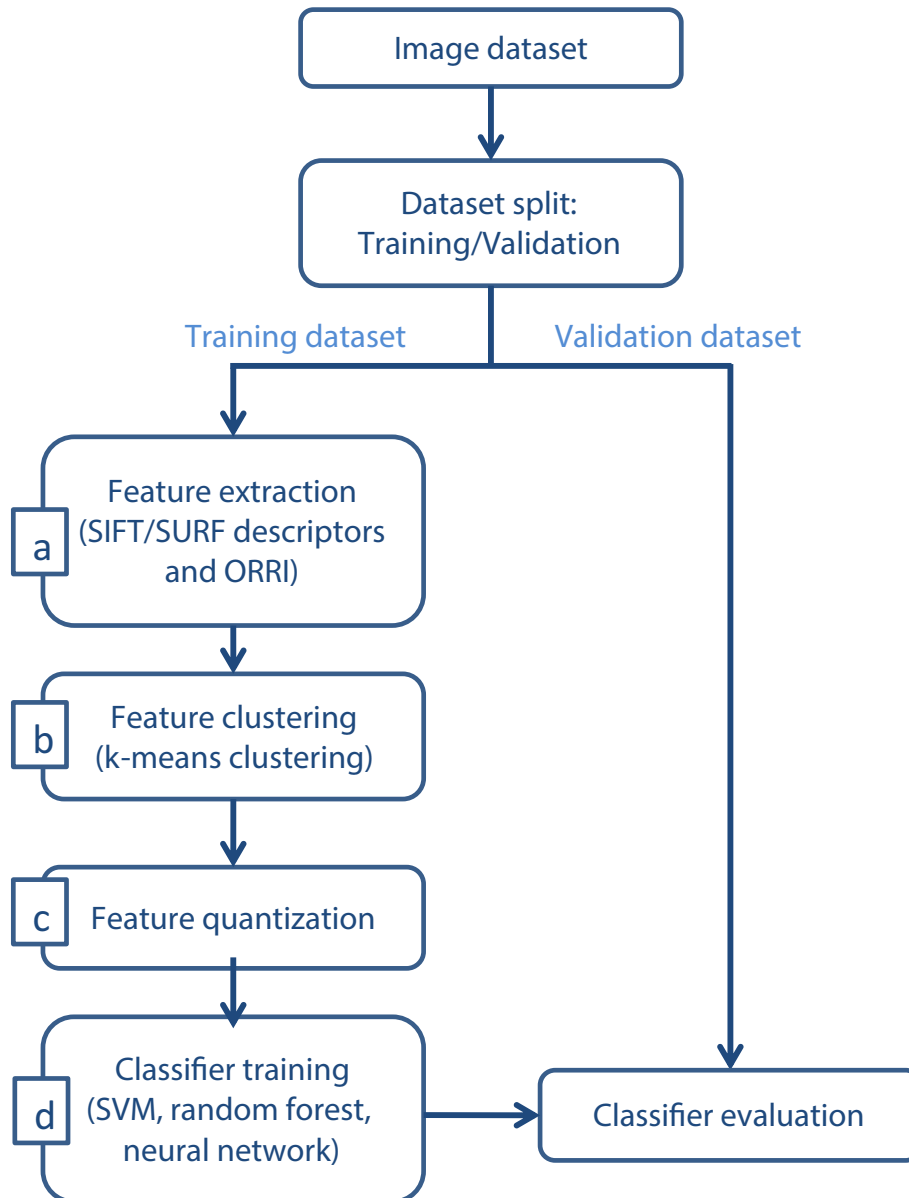 Image dataset
Dataset split:
Training/Validation
Training dataset
Validation dataset
a
Feature extraction
(SIFT/SURF descriptors
and ORRI)
b
Feature clustering
(k-means clustering)
c
Feature quantization
d
Classifier training
(SVM, random forest,
neural network)
Classifier evaluation